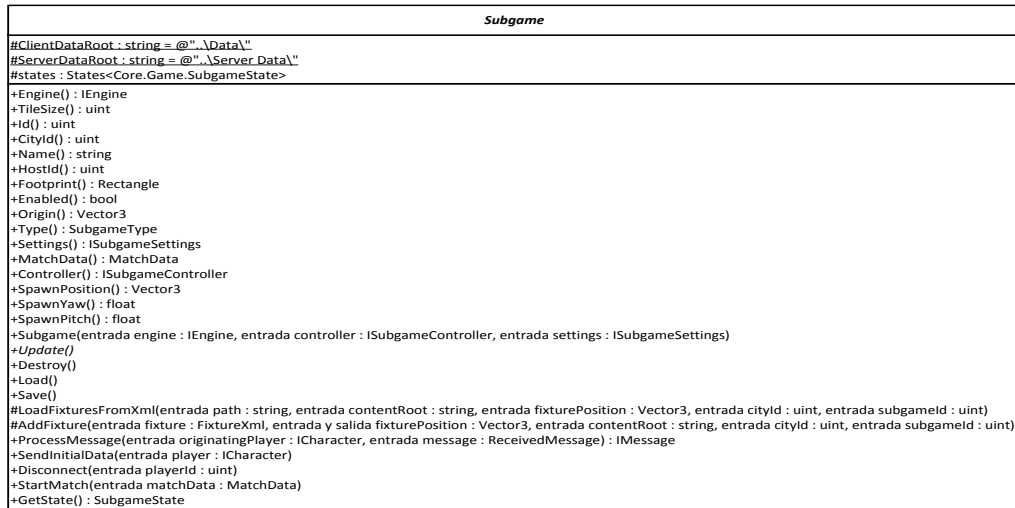 Subgame
#ClientDataRoot : string = @"..\Data\"
#ServerDataRoot : string = @"..\Server Data\"
#states : States<Core.Game.SubgameState>
+Engine() : IEngine
+TileSize() : uint
+Id() : uint
+CityId() : uint
+Name() : string
+HostId() : uint
+Footprint() : Rectangle
+Enabled() : bool
+Origin() : Vector3
+Type() : SubgameType
+Settings() : ISubgameSettings
+MatchData() : MatchData
+Controller() : ISubgameController
+SpawnPosition() : Vector3
+SpawnYaw() : float
+SpawnPitch() : float
+Subgame(entrada engine : IEngine, entrada controller : ISubgameController, entrada settings : ISubgameSettings)
+Update()
+Destroy()
+Load()
+Save()
#LoadFixturesFromXml(entrada path : string, entrada contentRoot : string, entrada fixturePosition : Vector3, entrada cityId : uint, entrada subgameId : uint)
#AddFixture(entrada fixture : FixtureXml, entrada y salida fixturePosition : Vector3, entrada contentRoot : string, entrada cityId : uint, entrada subgameId : uint)
+ProcessMessage(entrada originatingPlayer : ICharacter, entrada message : ReceivedMessage) : IMessage
+SendInitialData(entrada player : ICharacter)
+Disconnect(entrada playerId : uint)
+StartMatch(entrada matchData : MatchData)
+GetState() : SubgameState